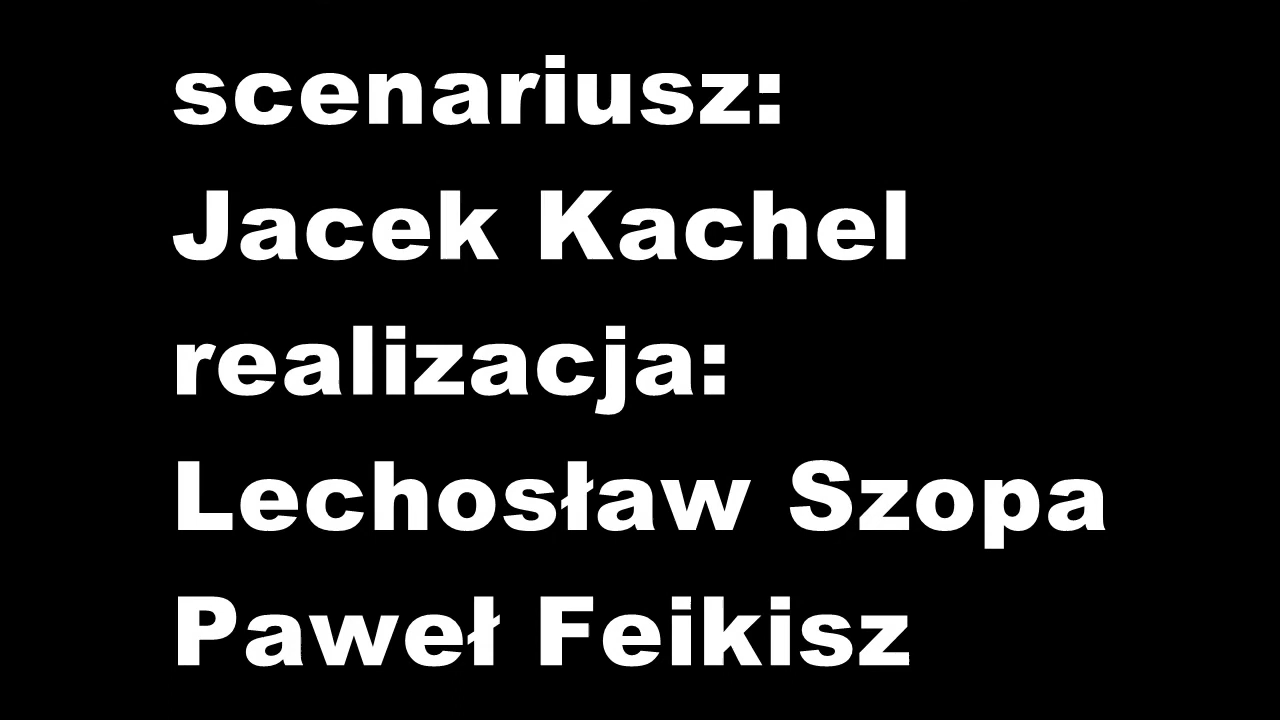 scenariusz:
Jacek Kachel
realizacja:
Lechosław Szopa
Paweł Feikisz